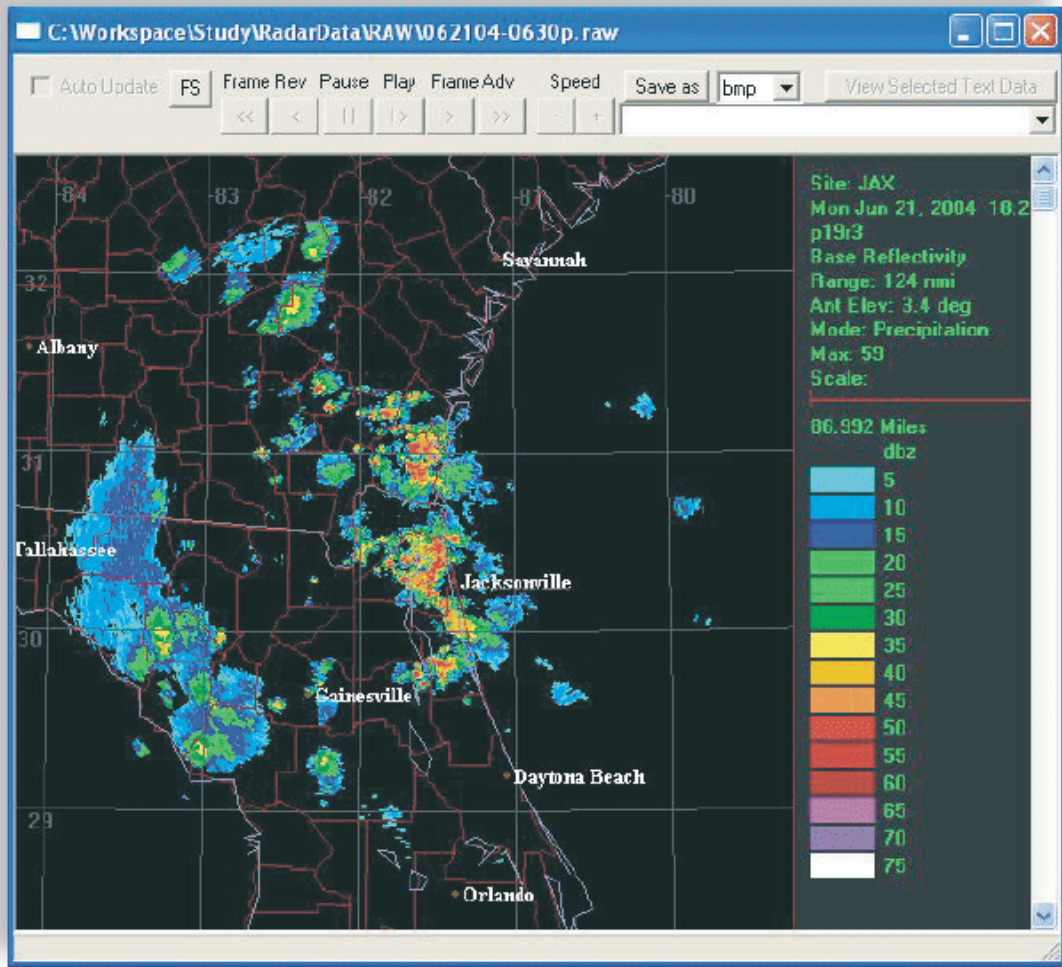 C:\Workspace\Study\RadarData\RAW\062104-0630p.raw
Auto Update FS Frame Rev Pause Play Frame Adv Speed Save as bmp View Selected Text Data
<< < || |> > >> - +
-84 -83 -82 -81 -80
Site: JAX
Mon Jun 21, 2004 18:2
p19r3
Base Reflectivity
Range: 124 nmi
Ant Elev: 3.4 deg
Mode: Precipitation
Max: 59
Scale:
86.992 Miles
dbz
5
10
15
20
25
30
35
40
45
50
55
60
65
70
75
Savannah
32
Albany
31
Tallahassee
Jacksonville
30
Gainesville
Daytona Beach
29
Orlando